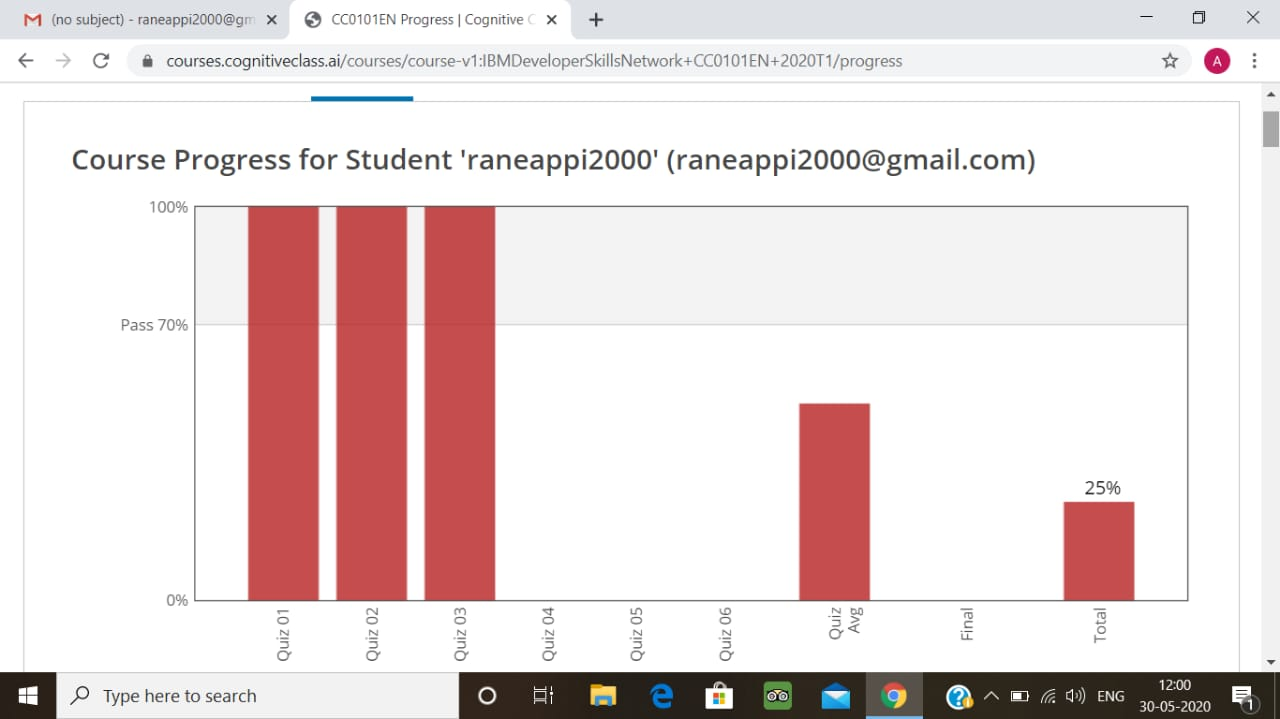 (no subject) - raneappi2000@gm
CC0101EN Progress | Cognitive C
courses.cognitiveclass.ai/courses/course-v1:IBMDeveloperSkillsNetwork+CC0101EN+2020T1/progress
A
Course Progress for Student 'raneappi2000' (raneappi2000@gmail.com)
100%
Pass 70%
25%
0%
Quiz 01
Quiz 02
Quiz 03
Quiz 04
Quiz 05
Quiz 06
Quiz
Avg
Final
Total
Type here to search
ENG
12:00
30-05-2020
1